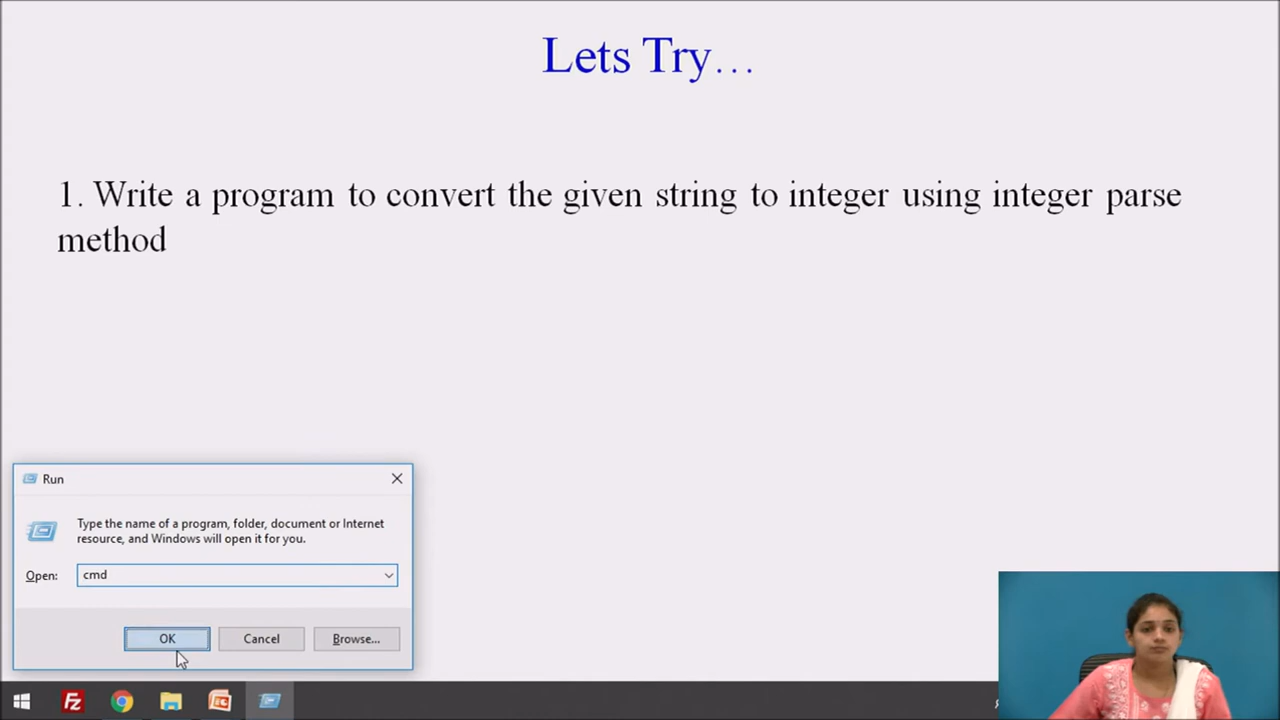 Lets Try…
1. Write a program to convert the given string to integer using integer parse
method
Run
Type the name of a program, folder, document or Internet
resource, and Windows will open it for you.
Open: cmd
OK Cancel Browse...
Fz